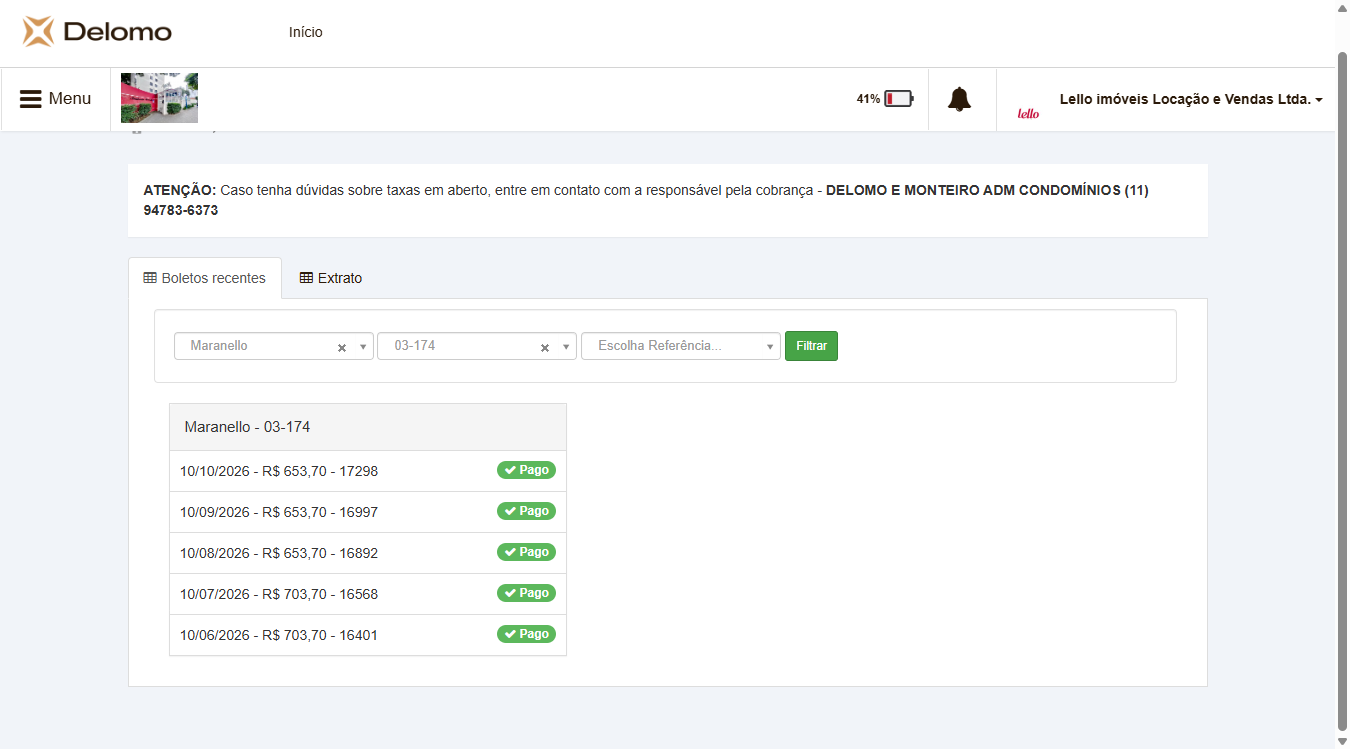 Delomo
Início
Menu
41%
lello
Lello imóveis Locação e Vendas Ltda.
ATENÇÃO: Caso tenha dúvidas sobre taxas em aberto, entre em contato com a responsável pela cobrança - DELOMO E MONTEIRO ADM CONDOMÍNIOS (11)
94783-6373
Boletos recentes
Extrato
Maranello
03-174
Escolha Referência...
Filtrar
Maranello - 03-174
10/10/2026 - R$ 653,70 - 17298 Pago
10/09/2026 - R$ 653,70 - 16997 Pago
10/08/2026 - R$ 653,70 - 16892 Pago
10/07/2026 - R$ 703,70 - 16568 Pago
10/06/2026 - R$ 703,70 - 16401 Pago